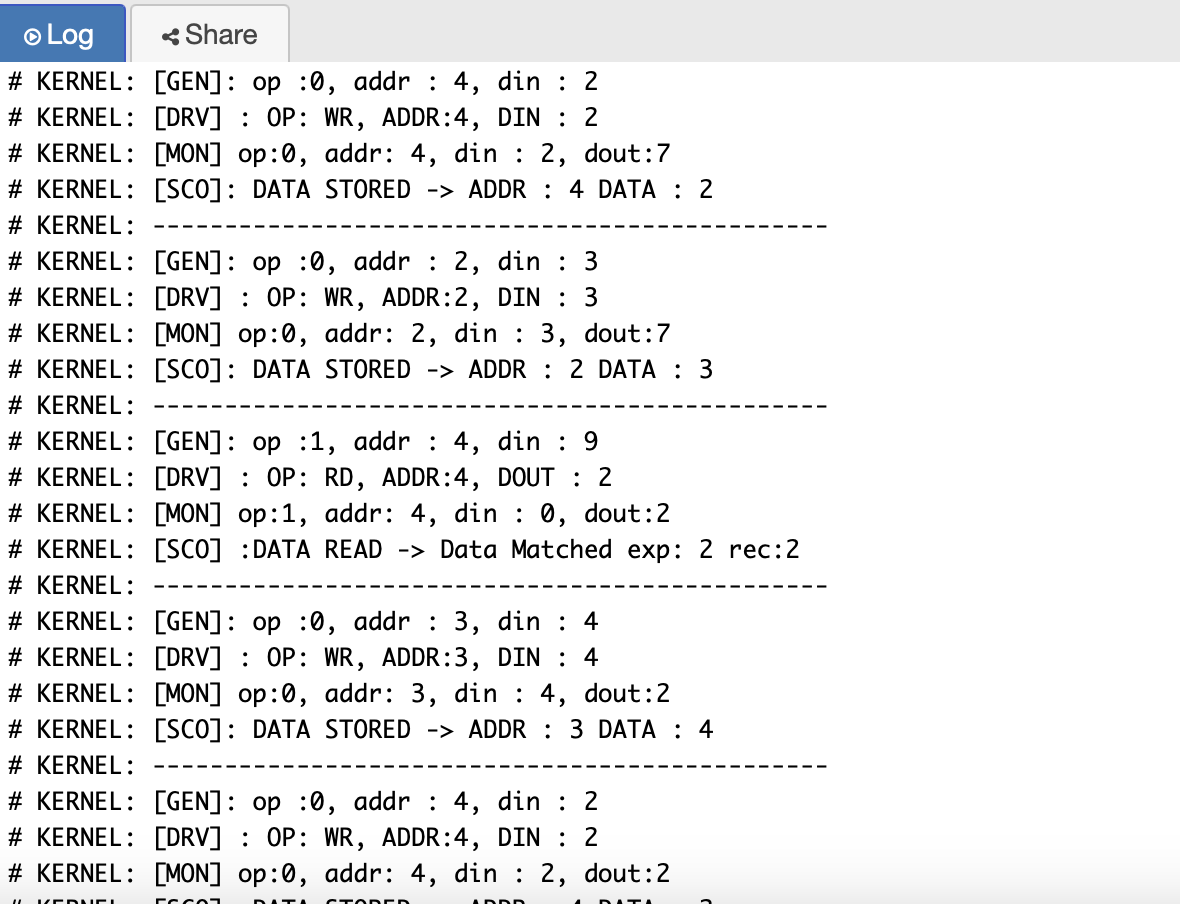 Log
Share
# KERNEL: [GEN]: op :0, addr : 4, din : 2
# KERNEL: [DRV] : OP: WR, ADDR:4, DIN : 2
# KERNEL: [MON] op:0, addr: 4, din : 2, dout:7
# KERNEL: [SCO]: DATA STORED -> ADDR : 4 DATA : 2
# KERNEL: -----------------------------------------------
# KERNEL: [GEN]: op :0, addr : 2, din : 3
# KERNEL: [DRV] : OP: WR, ADDR:2, DIN : 3
# KERNEL: [MON] op:0, addr: 2, din : 3, dout:7
# KERNEL: [SCO]: DATA STORED -> ADDR : 2 DATA : 3
# KERNEL: -----------------------------------------------
# KERNEL: [GEN]: op :1, addr : 4, din : 9
# KERNEL: [DRV] : OP: RD, ADDR:4, DOUT : 2
# KERNEL: [MON] op:1, addr: 4, din : 0, dout:2
# KERNEL: [SCO] :DATA READ -> Data Matched exp: 2 rec:2
# KERNEL: -----------------------------------------------
# KERNEL: [GEN]: op :0, addr : 3, din : 4
# KERNEL: [DRV] : OP: WR, ADDR:3, DIN : 4
# KERNEL: [MON] op:0, addr: 3, din : 4, dout:2
# KERNEL: [SCO]: DATA STORED -> ADDR : 3 DATA : 4
# KERNEL: -----------------------------------------------
# KERNEL: [GEN]: op :0, addr : 4, din : 2
# KERNEL: [DRV] : OP: WR, ADDR:4, DIN : 2
# KERNEL: [MON] op:0, addr: 4, din : 2, dout:2